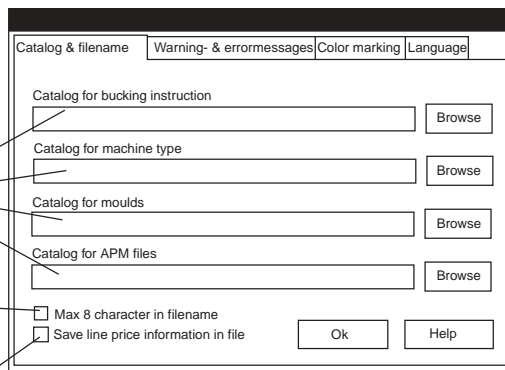 Catalog & filename Warning- & errormessages Color marking Language
Catalog for bucking instruction
Browse
Catalog for machine type
Browse
Catalog for moulds
Browse
Catalog for APM files
Browse
Max 8 character in filename
Save line price information in file Ok Help